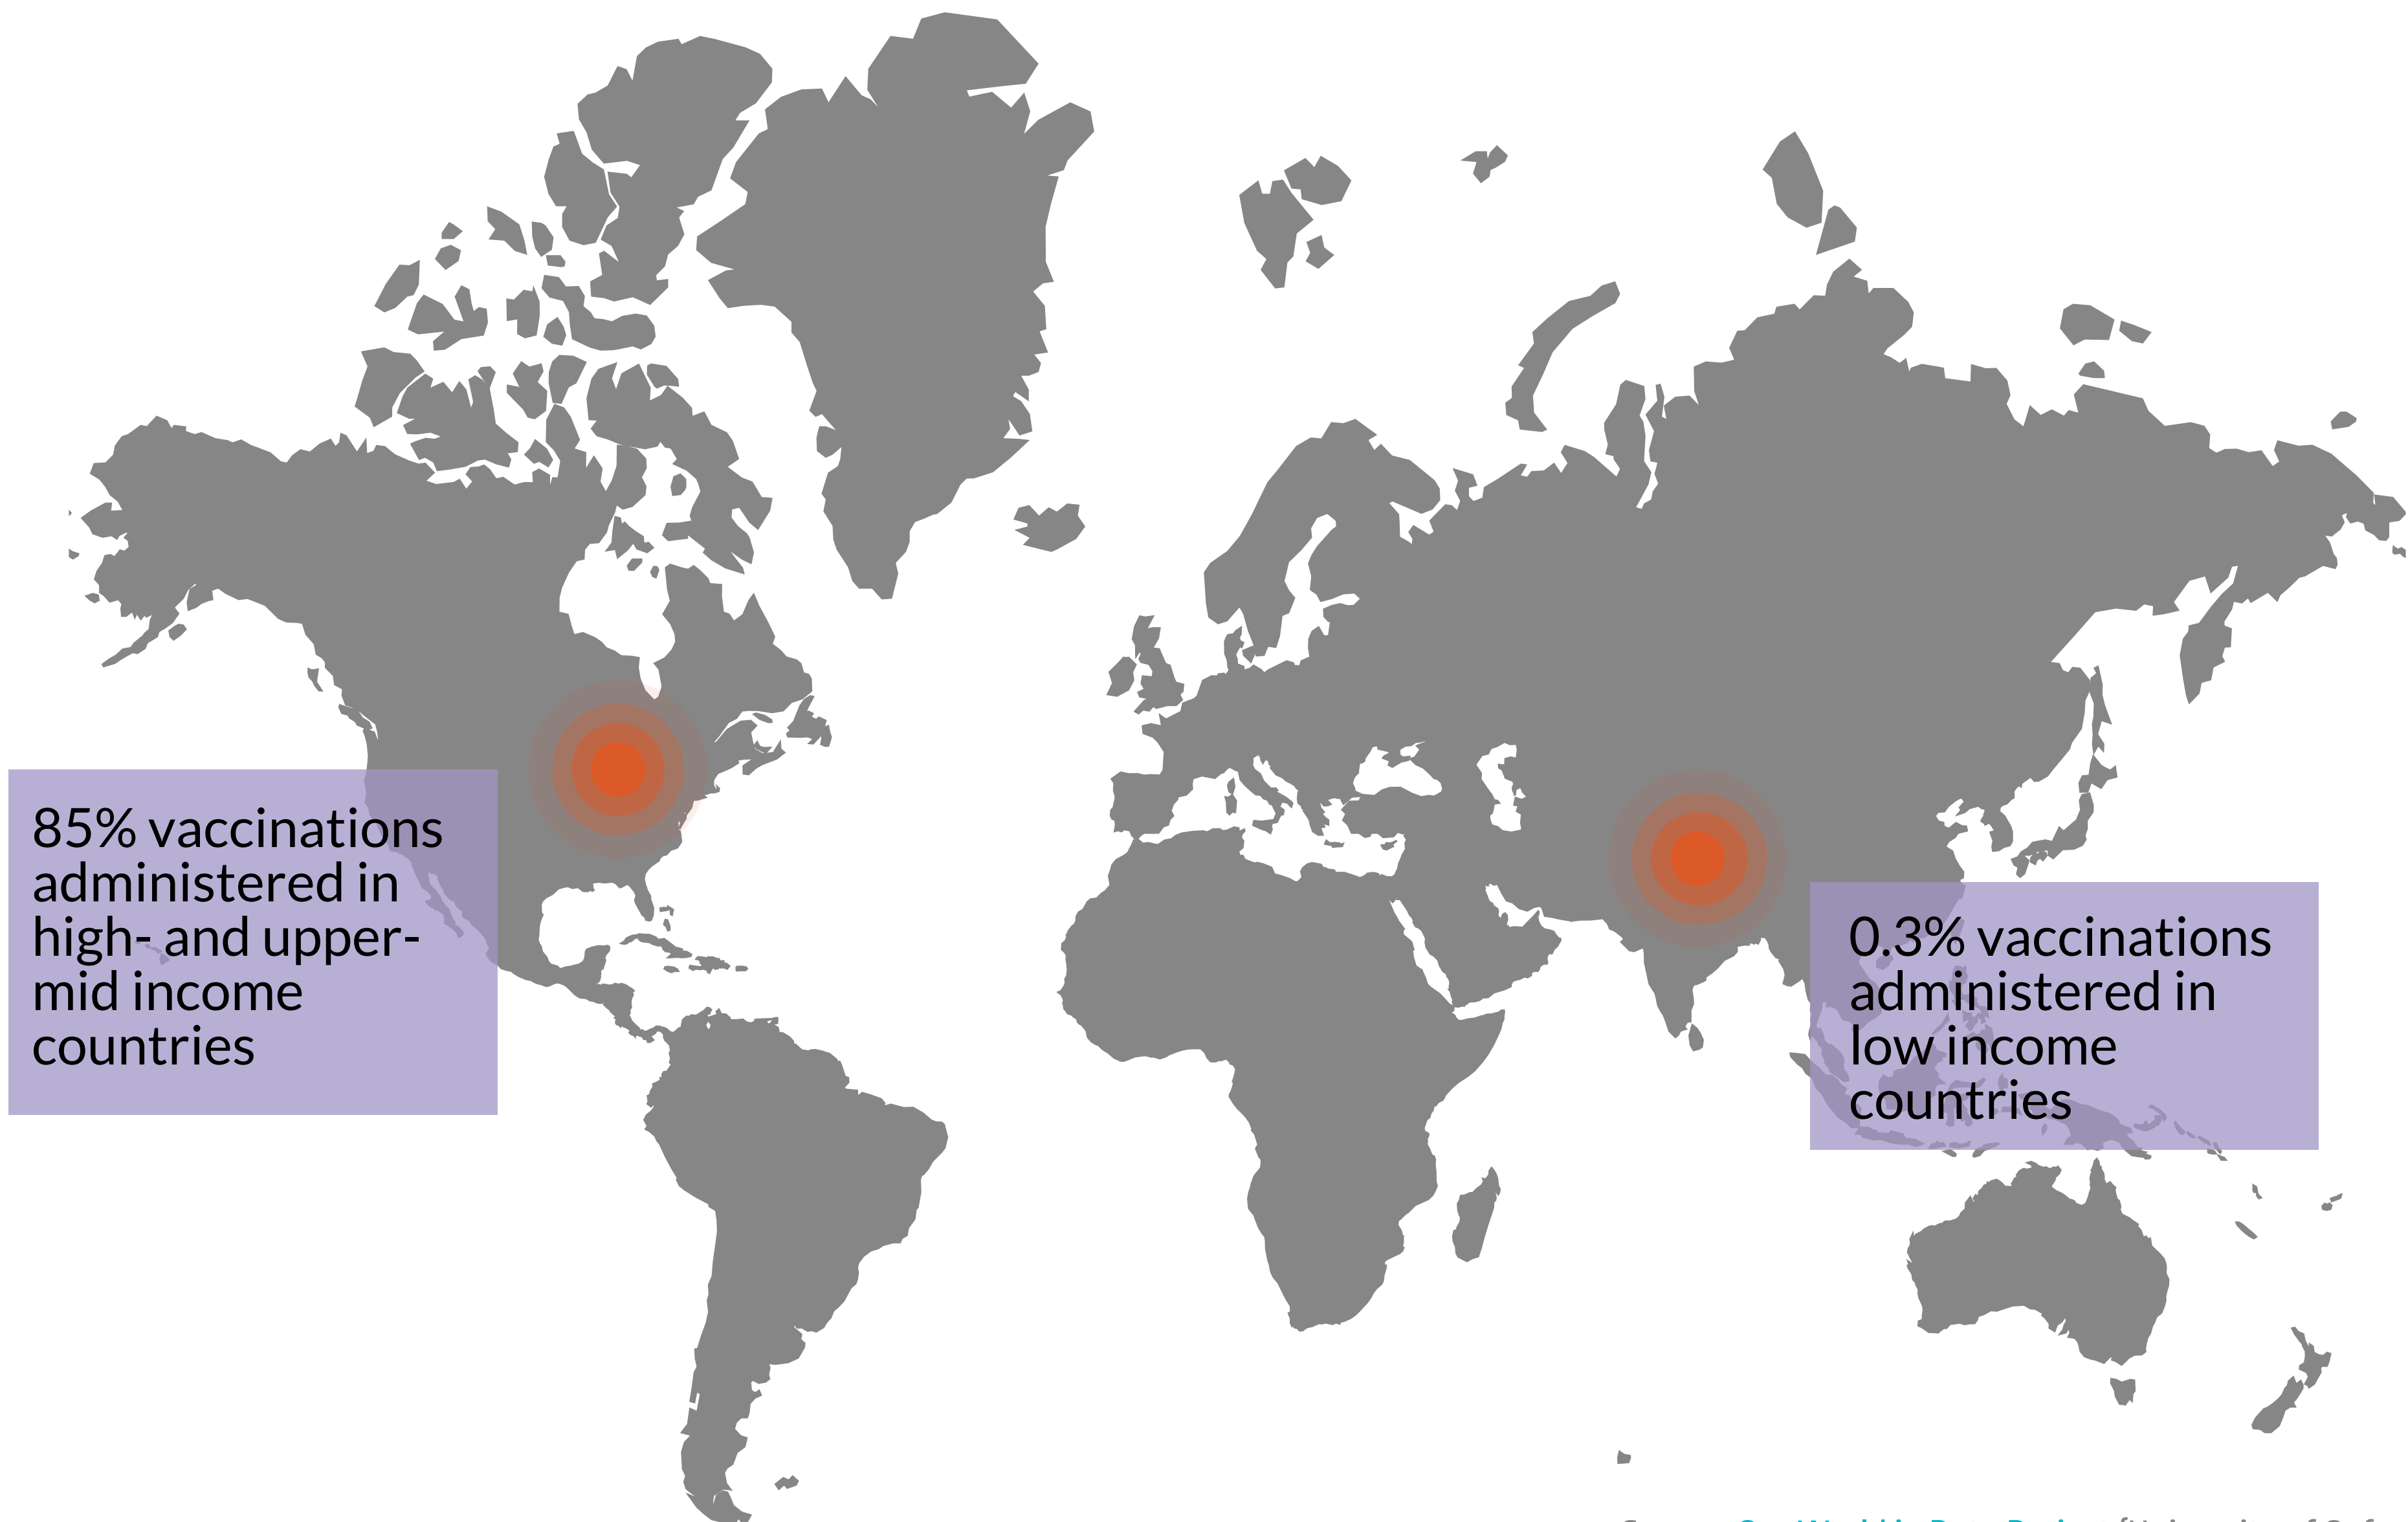 85% vaccinations
administered in
high- and upper-
mid income
countries
0.3% vaccinations
administered in
low income
countries